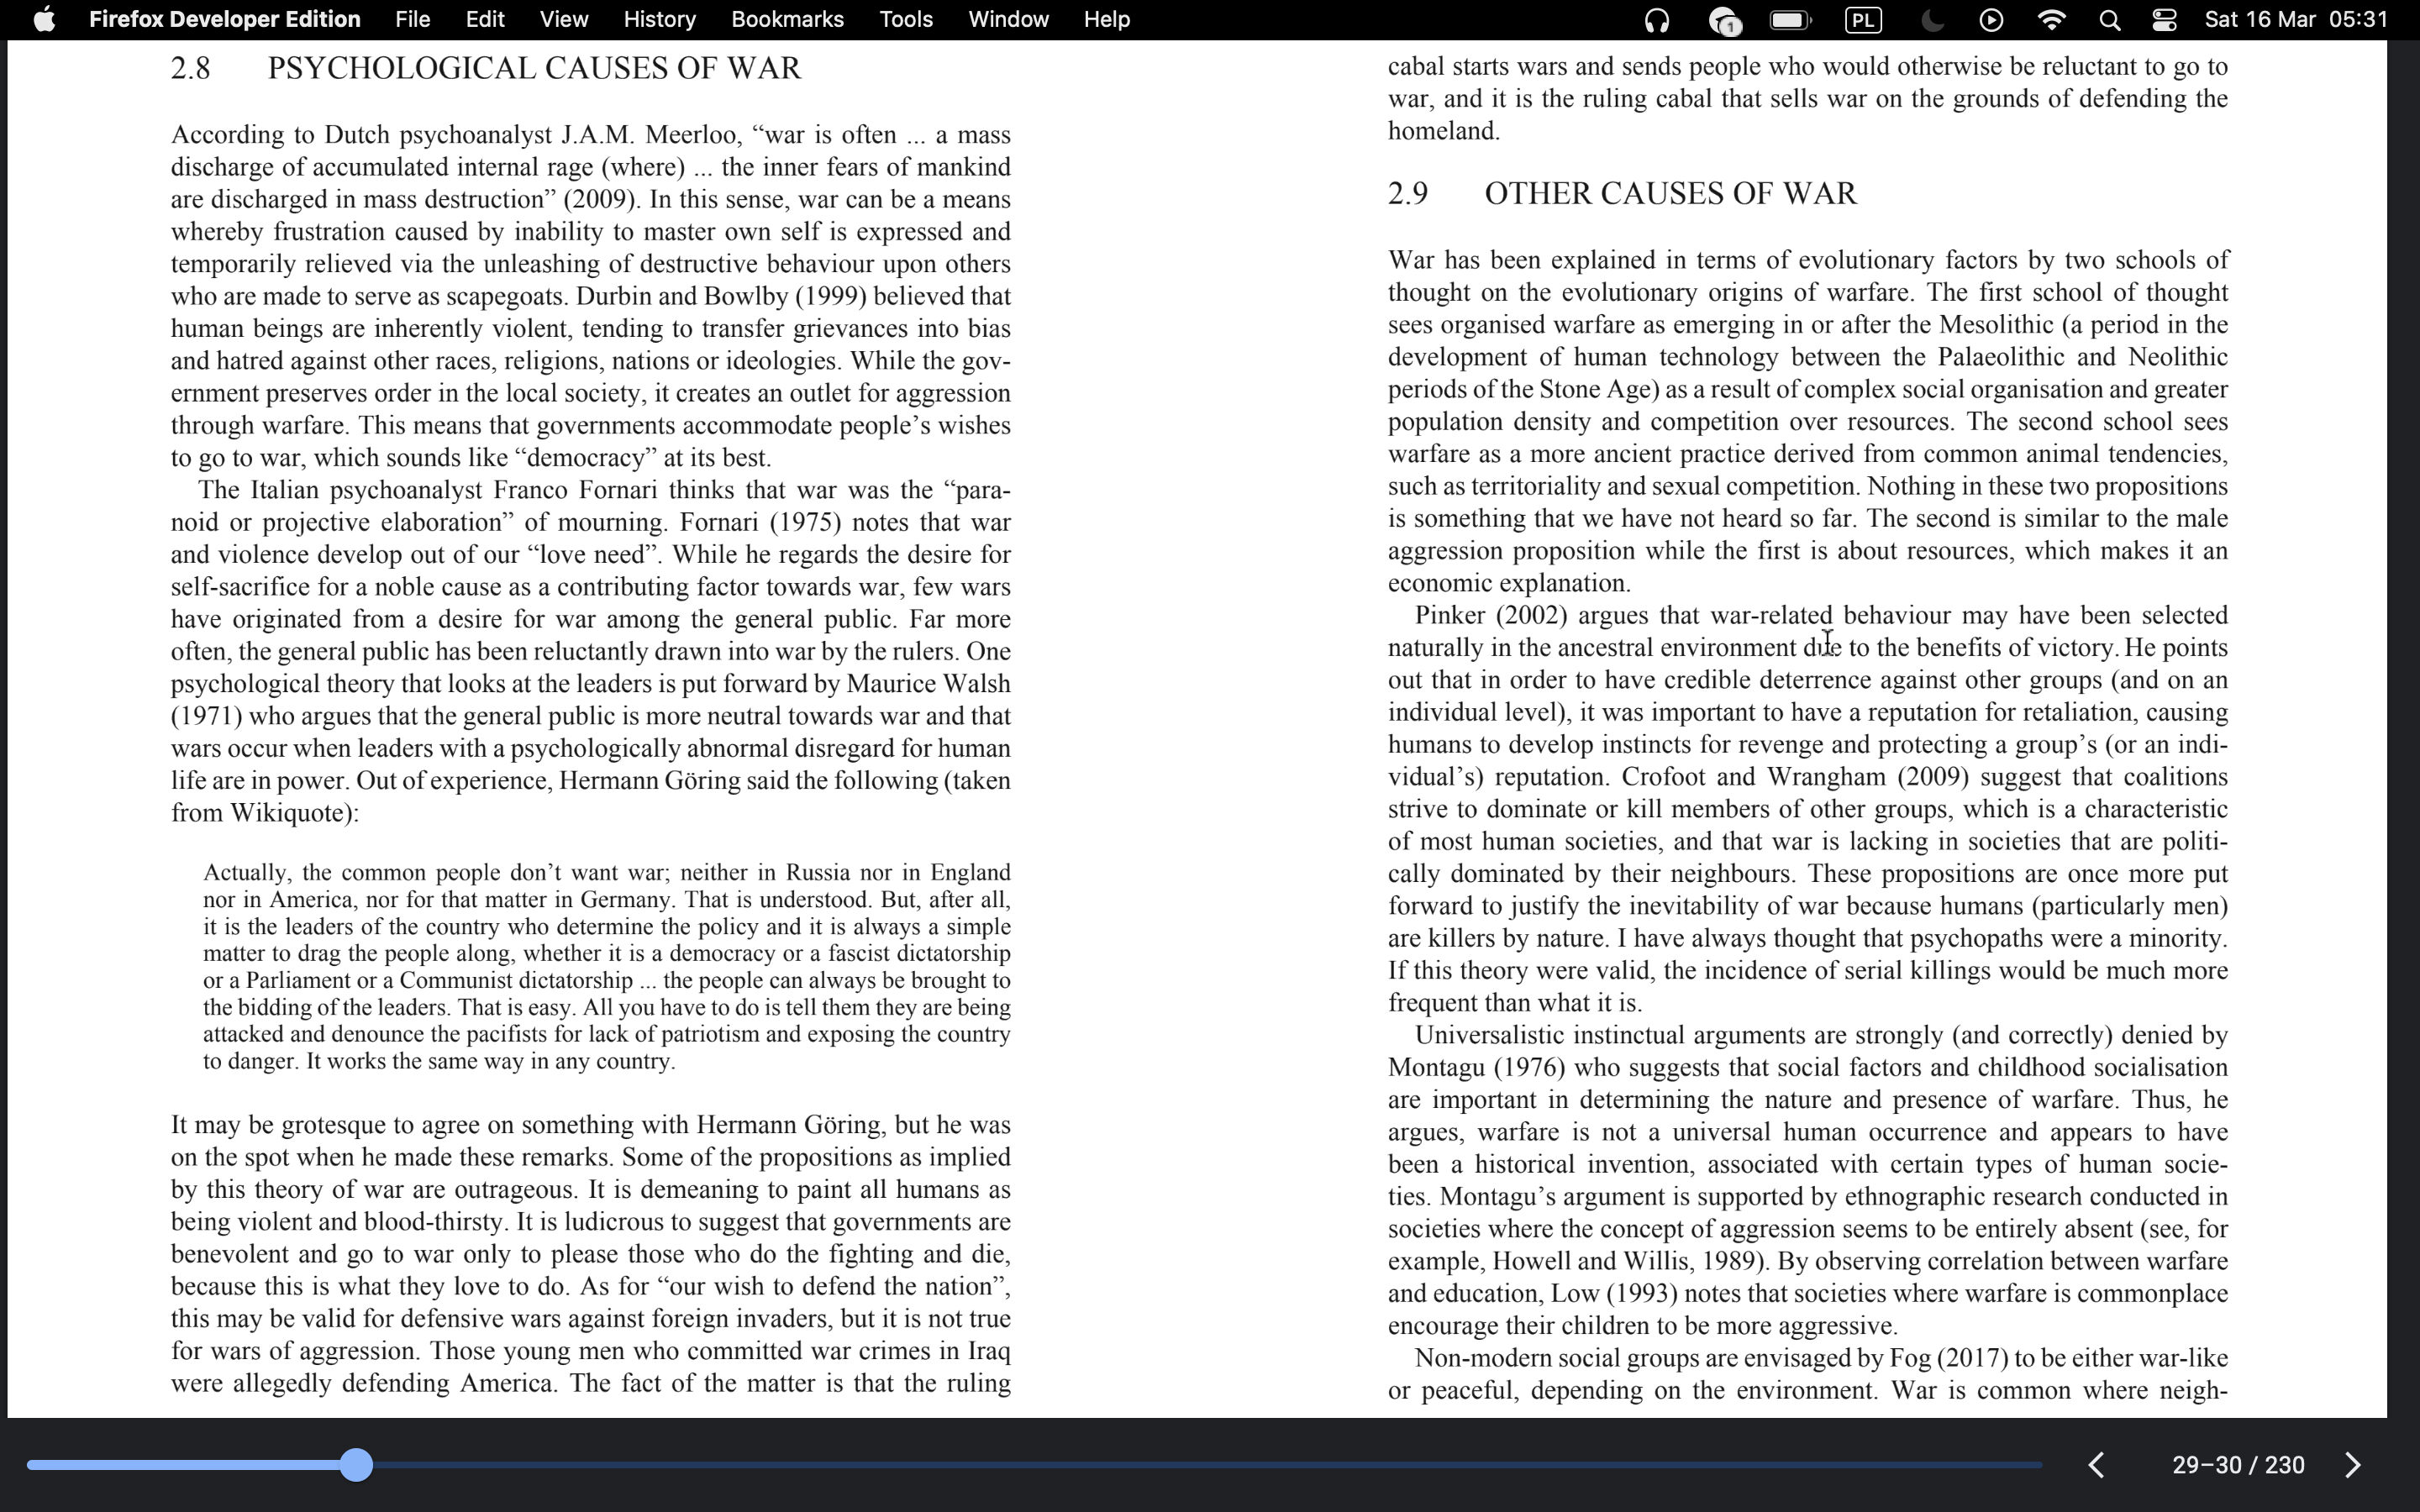 Firefox Developer Edition File Edit View History Bookmarks Tools Window Help 1 PL Sat 16 Mar 05:31
2.8 PSYCHOLOGICAL CAUSES OF WAR
According to Dutch psychoanalyst J.A.M. Meerloo, “war is often ... a mass
discharge of accumulated internal rage (where) ... the inner fears of mankind
are discharged in mass destruction” (2009). In this sense, war can be a means
whereby frustration caused by inability to master own self is expressed and
temporarily relieved via the unleashing of destructive behaviour upon others
who are made to serve as scapegoats. Durbin and Bowlby (1999) believed that
human beings are inherently violent, tending to transfer grievances into bias
and hatred against other races, religions, nations or ideologies. While the gov-
ernment preserves order in the local society, it creates an outlet for aggression
through warfare. This means that governments accommodate people’s wishes
to go to war, which sounds like “democracy” at its best.
The Italian psychoanalyst Franco Fornari thinks that war was the “para-
noid or projective elaboration” of mourning. Fornari (1975) notes that war
and violence develop out of our “love need”. While he regards the desire for
self-sacrifice for a noble cause as a contributing factor towards war, few wars
have originated from a desire for war among the general public. Far more
often, the general public has been reluctantly drawn into war by the rulers. One
psychological theory that looks at the leaders is put forward by Maurice Walsh
(1971) who argues that the general public is more neutral towards war and that
wars occur when leaders with a psychologically abnormal disregard for human
life are in power. Out of experience, Hermann Göring said the following (taken
from Wikiquote):
Actually, the common people don’t want war; neither in Russia nor in England
nor in America, nor for that matter in Germany. That is understood. But, after all,
it is the leaders of the country who determine the policy and it is always a simple
matter to drag the people along, whether it is a democracy or a fascist dictatorship
or a Parliament or a Communist dictatorship ... the people can always be brought to
the bidding of the leaders. That is easy. All you have to do is tell them they are being
attacked and denounce the pacifists for lack of patriotism and exposing the country
to danger. It works the same way in any country.
It may be grotesque to agree on something with Hermann Göring, but he was
on the spot when he made these remarks. Some of the propositions as implied
by this theory of war are outrageous. It is demeaning to paint all humans as
being violent and blood-thirsty. It is ludicrous to suggest that governments are
benevolent and go to war only to please those who do the fighting and die,
because this is what they love to do. As for “our wish to defend the nation”,
this may be valid for defensive wars against foreign invaders, but it is not true
for wars of aggression. Those young men who committed war crimes in Iraq
were allegedly defending America. The fact of the matter is that the ruling
cabal starts wars and sends people who would otherwise be reluctant to go to
war, and it is the ruling cabal that sells war on the grounds of defending the
homeland.
2.9 OTHER CAUSES OF WAR
War has been explained in terms of evolutionary factors by two schools of
thought on the evolutionary origins of warfare. The first school of thought
sees organised warfare as emerging in or after the Mesolithic (a period in the
development of human technology between the Palaeolithic and Neolithic
periods of the Stone Age) as a result of complex social organisation and greater
population density and competition over resources. The second school sees
warfare as a more ancient practice derived from common animal tendencies,
such as territoriality and sexual competition. Nothing in these two propositions
is something that we have not heard so far. The second is similar to the male
aggression proposition while the first is about resources, which makes it an
economic explanation.
Pinker (2002) argues that war-related behaviour may have been selected
naturally in the ancestral environment due to the benefits of victory. He points
out that in order to have credible deterrence against other groups (and on an
individual level), it was important to have a reputation for retaliation, causing
humans to develop instincts for revenge and protecting a group’s (or an indi-
vidual’s) reputation. Crofoot and Wrangham (2009) suggest that coalitions
strive to dominate or kill members of other groups, which is a characteristic
of most human societies, and that war is lacking in societies that are politi-
cally dominated by their neighbours. These propositions are once more put
forward to justify the inevitability of war because humans (particularly men)
are killers by nature. I have always thought that psychopaths were a minority.
If this theory were valid, the incidence of serial killings would be much more
frequent than what it is.
Universalistic instinctual arguments are strongly (and correctly) denied by
Montagu (1976) who suggests that social factors and childhood socialisation
are important in determining the nature and presence of warfare. Thus, he
argues, warfare is not a universal human occurrence and appears to have
been a historical invention, associated with certain types of human socie-
ties. Montagu’s argument is supported by ethnographic research conducted in
societies where the concept of aggression seems to be entirely absent (see, for
example, Howell and Willis, 1989). By observing correlation between warfare
and education, Low (1993) notes that societies where warfare is commonplace
encourage their children to be more aggressive.
Non-modern social groups are envisaged by Fog (2017) to be either war-like
or peaceful, depending on the environment. War is common where neigh-
29–30 / 230